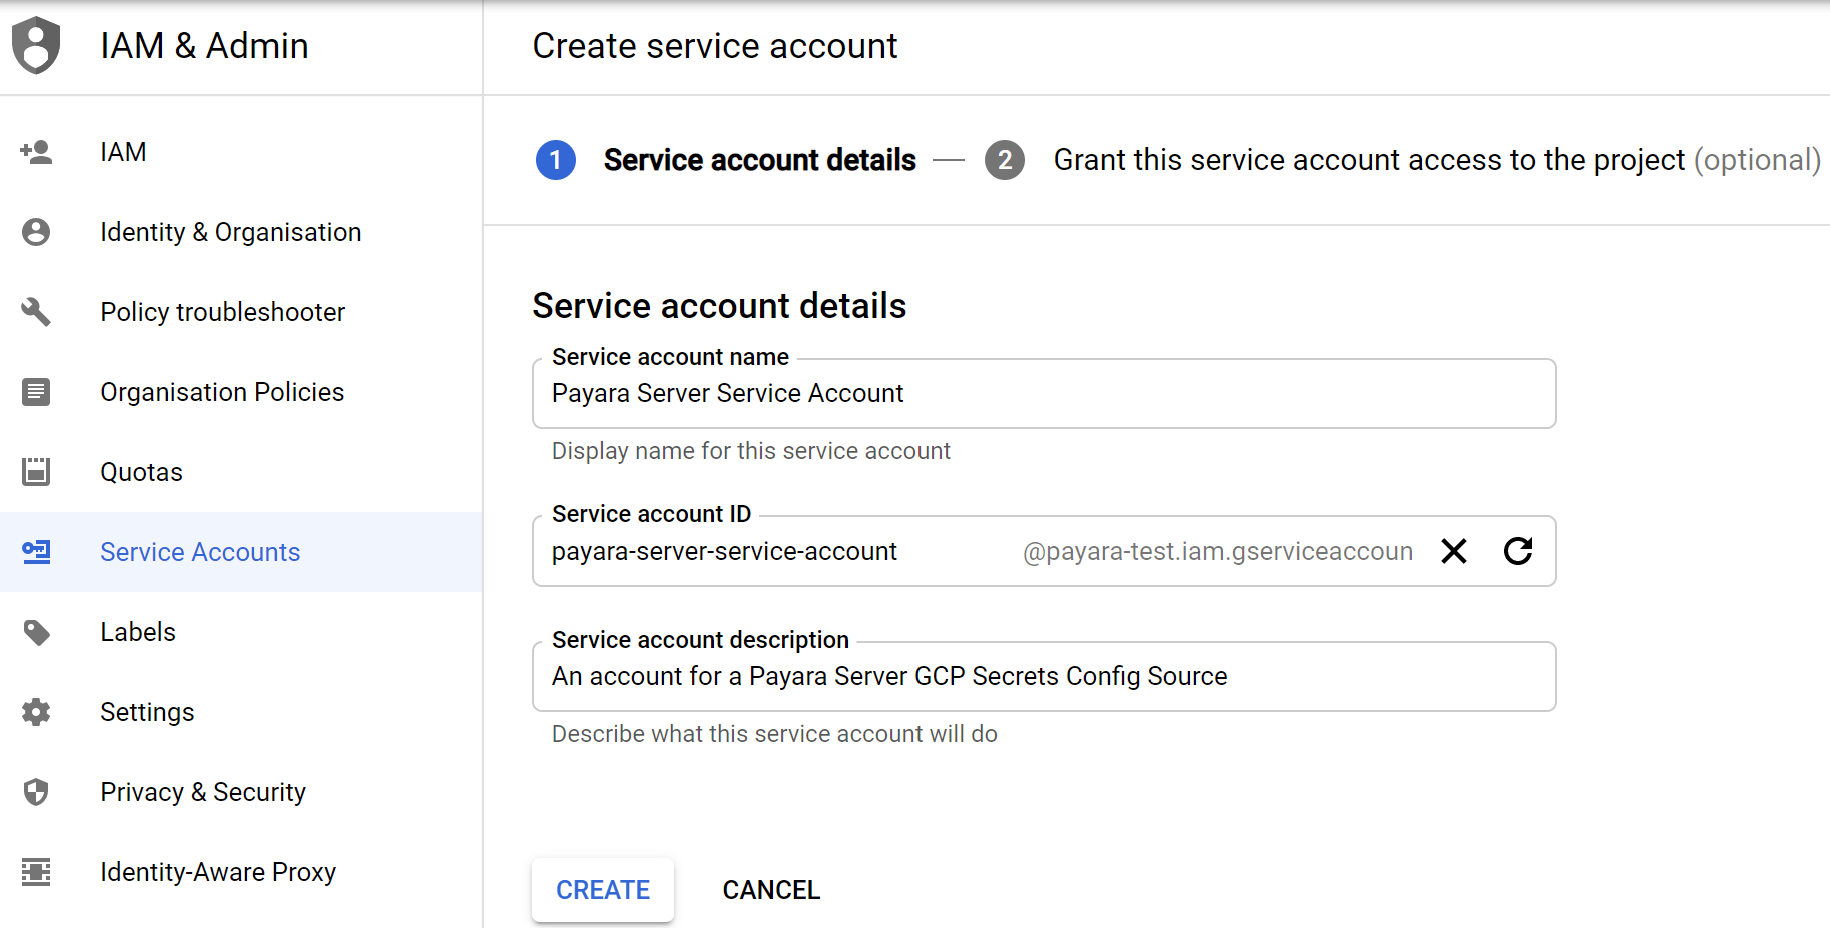 IAM & Admin
Create service account
IAM
Identity & Organisation
Policy troubleshooter
Organisation Policies
Quotas
Service Accounts
Labels
Settings
Privacy & Security
Identity-Aware Proxy
1 Service account details — 2 Grant this service account access to the project (optional)
Service account details
Service account name
Payara Server Service Account
Display name for this service account
Service account ID
payara-server-service-account @payara-test.iam.gserviceaccoun
Service account description
An account for a Payara Server GCP Secrets Config Source
Describe what this service account will do
CREATE CANCEL